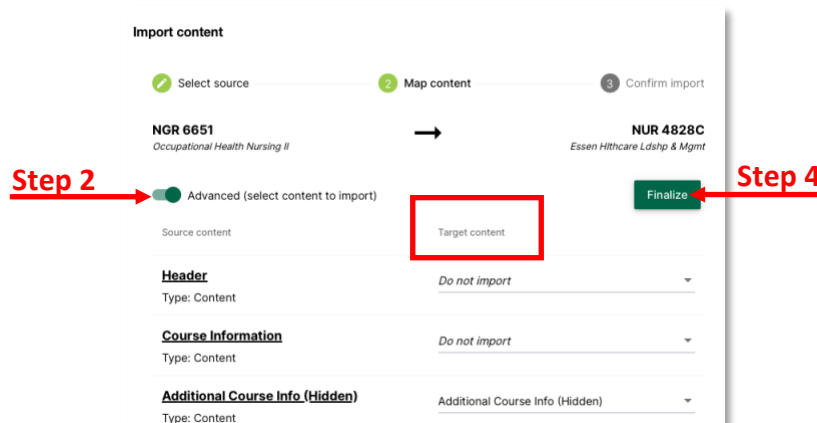 Import content
Select source
2 Map content
3 Confirm import
NGR 6651
NUR 4828C
Occupational Health Nursing II
Essen Hlthcare Ldshp & Mgmt
Step 2
Advanced (select content to import)
Finalize
Step 4
Source content
Target content
Header
Do not import
Type: Content
Course Information
Do not import
Type: Content
Additional Course Info (Hidden)
Additional Course Info (Hidden)
Type: Content